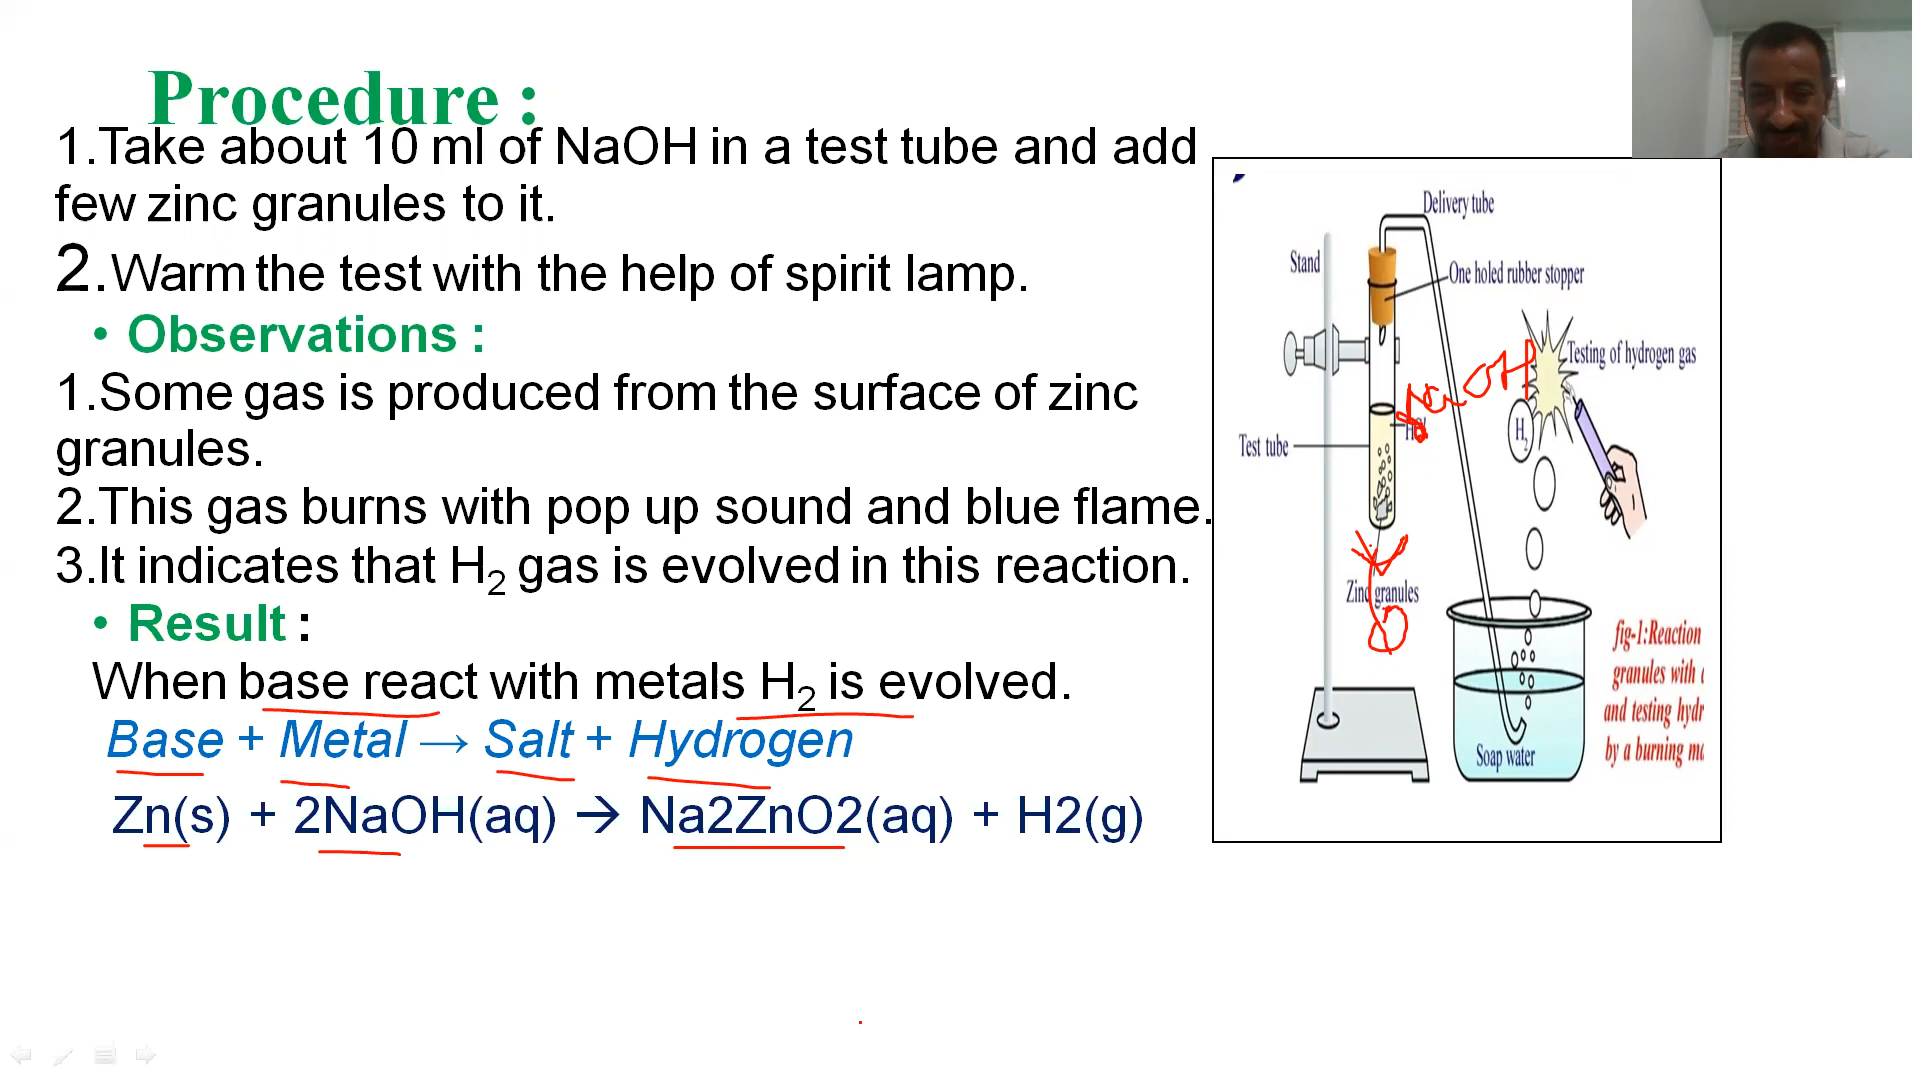 Procedure :
1.Take about 10 ml of NaOH in a test tube and add
few zinc granules to it.
2.Warm the test with the help of spirit lamp.
• Observations :
1.Some gas is produced from the surface of zinc
granules.
2.This gas burns with pop up sound and blue flame.
3.It indicates that H2 gas is evolved in this reaction.
• Result :
When base react with metals H2 is evolved.
Base + Metal → Salt + Hydrogen
Zn(s) + 2NaOH(aq) → Na2ZnO2(aq) + H2(g)
Delivery tube
Stand
One holed rubber stopper
Testing of hydrogen gas
NaOH
H2
Test tube
Zinc granules
fig-1:Reaction
granules with
and testing hydr
by a burning ma
Soap water